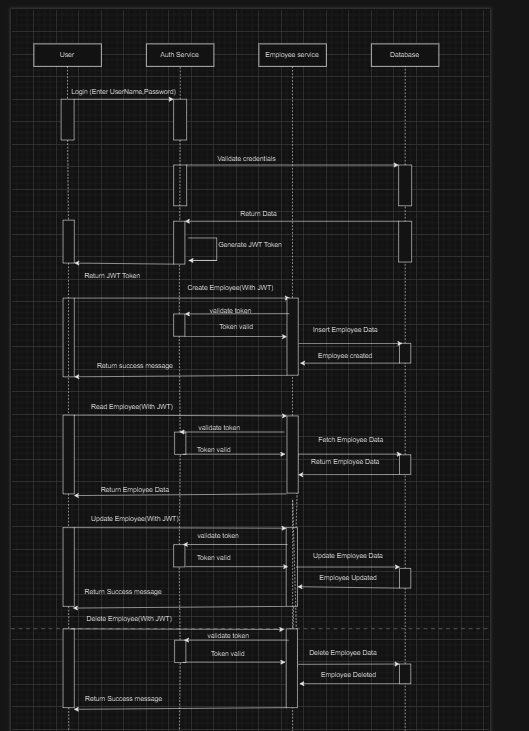 User
Auth Service
Employee service
Database
Login (Enter UserName,Password)
Validate credentials
Return Data
Generate JWT Token
Return JWT Token
Create Employee(With JWT)
validate token
Token valid
Insert Employee Data
Employee created
Return success message
Read Employee(With JWT)
validate token
Token valid
Fetch Employee Data
Return Employee Data
Return Employee Data
Update Employee(With JWT)
validate token
Token valid
Update Employee Data
Employee Updated
Return Success message
Delete Employee(With JWT)
validate token
Token valid
Delete Employee Data
Employee Deleted
Return Success message